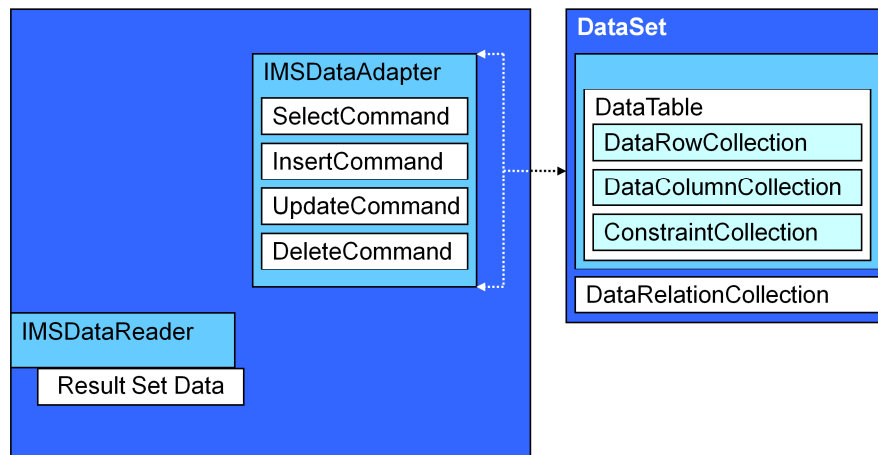 IMSDataAdapter
SelectCommand
InsertCommand
UpdateCommand
DeleteCommand
IMSDataReader
Result Set Data
DataSet
DataTable
DataRowCollection
DataColumnCollection
ConstraintCollection
DataRelationCollection